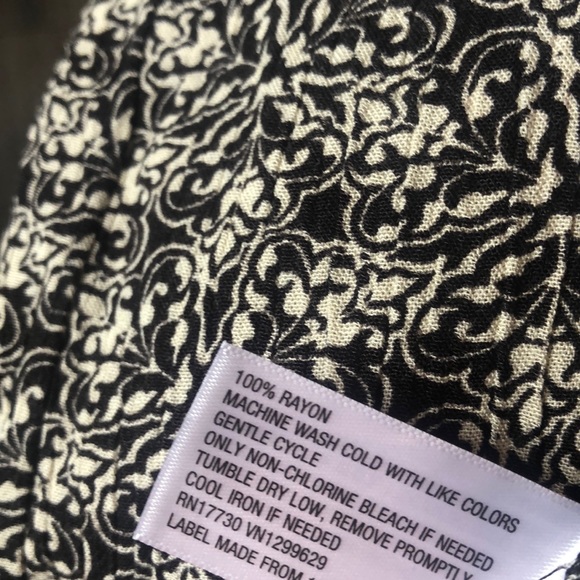 100% RAYON
MACHINE WASH COLD WITH LIKE COLORS
GENTLE CYCLE
ONLY NON-CHLORINE BLEACH IF NEEDED
TUMBLE DRY LOW, REMOVE PROMPTLY
COOL IRON IF NEEDED
RN17730 VN1299629
LABEL MADE FROM